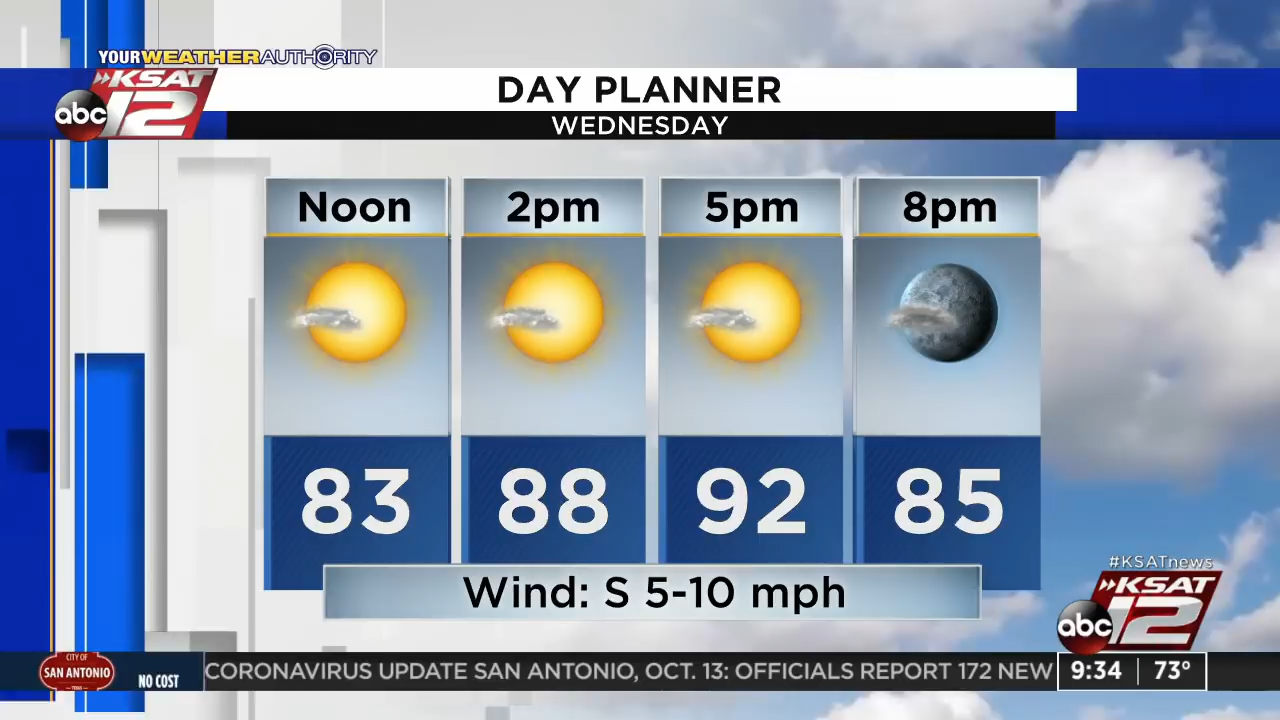 YOURWEATHERAUTHORITY
KSAT
abc 12
DAY PLANNER
WEDNESDAY
Noon 2pm 5pm 8pm
83 88 92 85
Wind: S 5-10 mph
#KSATnews
KSAT
abc 12
CITY OF
SAN ANTONIO
TEXAS
NO COST
CORONAVIRUS UPDATE SAN ANTONIO, OCT. 13: OFFICIALS REPORT 172 NEW
9:34 73°